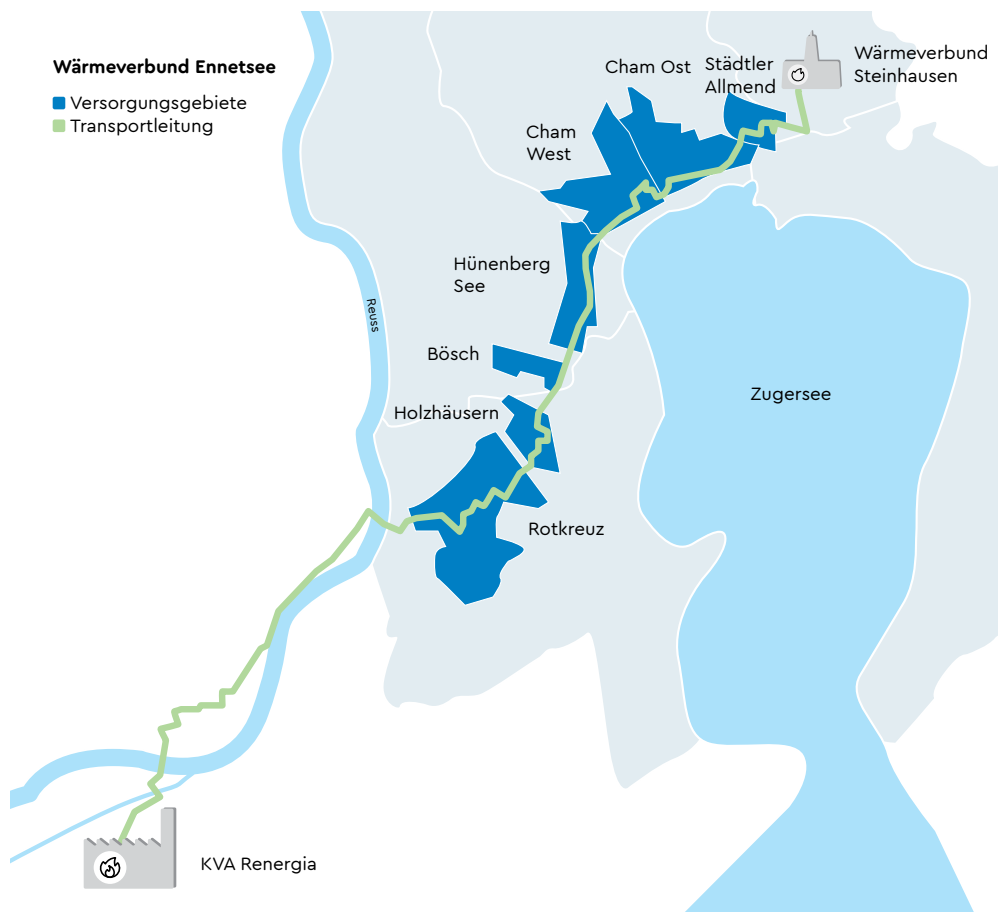 Wärmeverbund Ennetsee
Versorgungsgebiete
Transportleitung
Cham Ost
Städtler
Allmend
Wärmeverbund
Steinhausen
Cham
West
Hünenberg
See
Reuss
Bösch
Zugersee
Holzhäusern
Rotkreuz
KVA Renergia